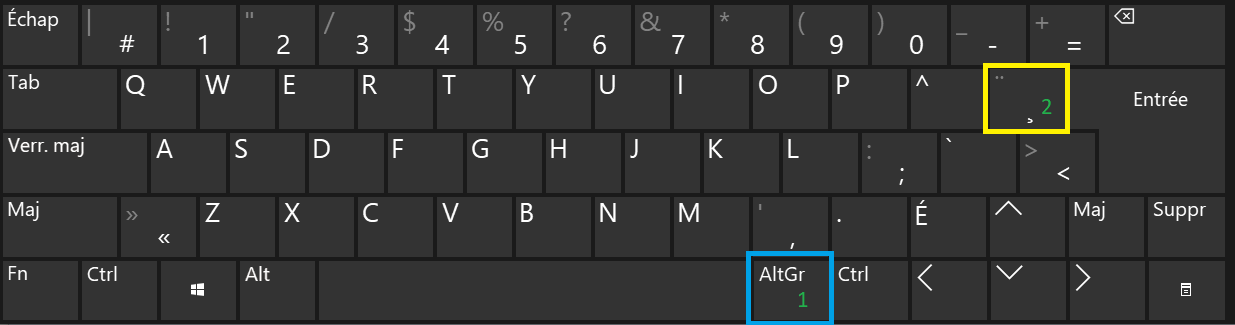 Échap | # ! 1 " 2 / 3 $ 4 % 5 ? 6 & 7 * 8 ( 9 ) 0 _ - + =
Tab Q W E R T Y U I O P ^ ¨ ¸ 2 Entrée
Verr. maj A S D F G H J K L : ; ` > <
Maj » « Z X C V B N M ' , . É Maj Suppr
Fn Ctrl Alt AltGr 1 Ctrl